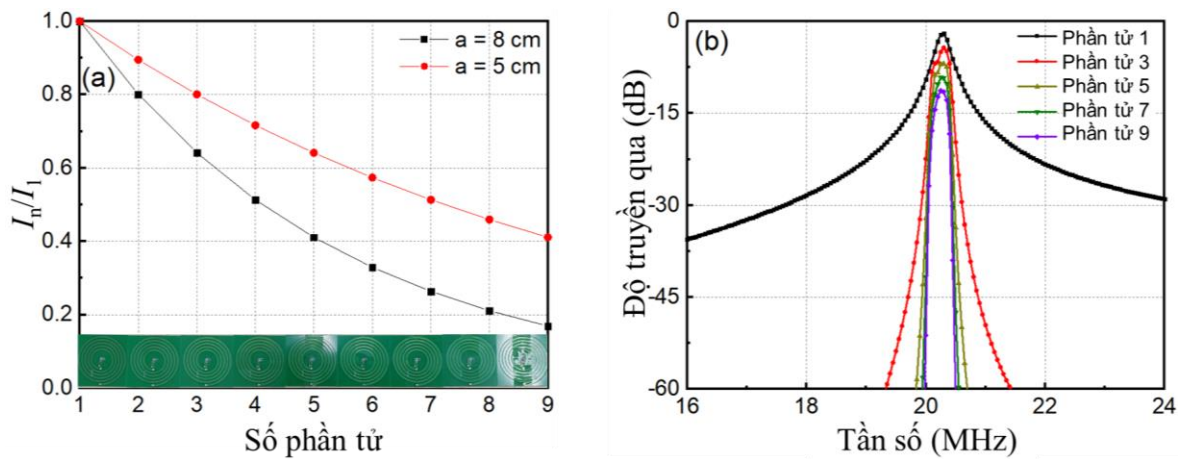 (a)
a = 8 cm
a = 5 cm
Iₙ/I₁
1.0
0.8
0.6
0.4
0.2
0.0
1 2 3 4 5 6 7 8 9
Số phần tử
(b)
Phần tử 1
Phần tử 3
Phần tử 5
Phần tử 7
Phần tử 9
Độ truyền qua (dB)
0
-15
-30
-45
-60
16 18 20 22 24
Tần số (MHz)